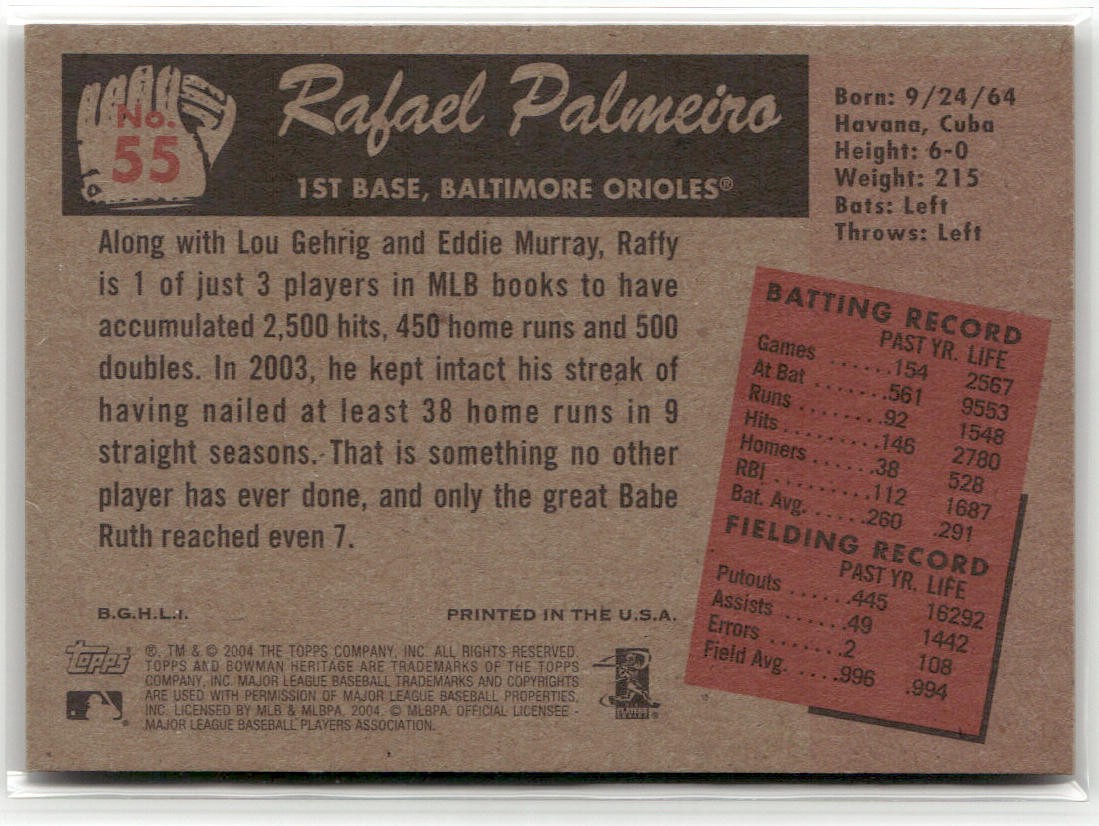 No.
55
Rafael Palmeiro
1ST BASE, BALTIMORE ORIOLES®
Born: 9/24/64
Havana, Cuba
Height: 6-0
Weight: 215
Bats: Left
Throws: Left
Along with Lou Gehrig and Eddie Murray, Raffy
is 1 of just 3 players in MLB books to have
accumulated 2,500 hits, 450 home runs and 500
doubles. In 2003, he kept intact his streak of
having nailed at least 38 home runs in 9
straight seasons. That is something no other
player has ever done, and only the great Babe
Ruth reached even 7.
BATTING RECORD
PAST YR. LIFE
Games ......154 2567
At Bat ........561 9553
Runs ........92 1548
Hits..........146 2780
Homers ......38 528
RBI ..........112 1687
Bat. Avg. ......260 .291
FIELDING RECORD
PAST YR. LIFE
Putouts ......445 16292
Assists ......49 1442
Errors .......2 108
Field Avg. .....996 .994
B.G.H.L.I. PRINTED IN THE U.S.A.
Topps
®, TM & © 2004 THE TOPPS COMPANY, INC. ALL RIGHTS RESERVED.
TOPPS AND BOWMAN HERITAGE ARE TRADEMARKS OF THE TOPPS
COMPANY, INC. MAJOR LEAGUE BASEBALL TRADEMARKS AND COPYRIGHTS
ARE USED WITH PERMISSION OF MAJOR LEAGUE BASEBALL PROPERTIES,
INC. LICENSED BY MLB & MLBPA, 2004. © MLBPA. OFFICIAL LICENSEE -
MAJOR LEAGUE BASEBALL PLAYERS ASSOCIATION.